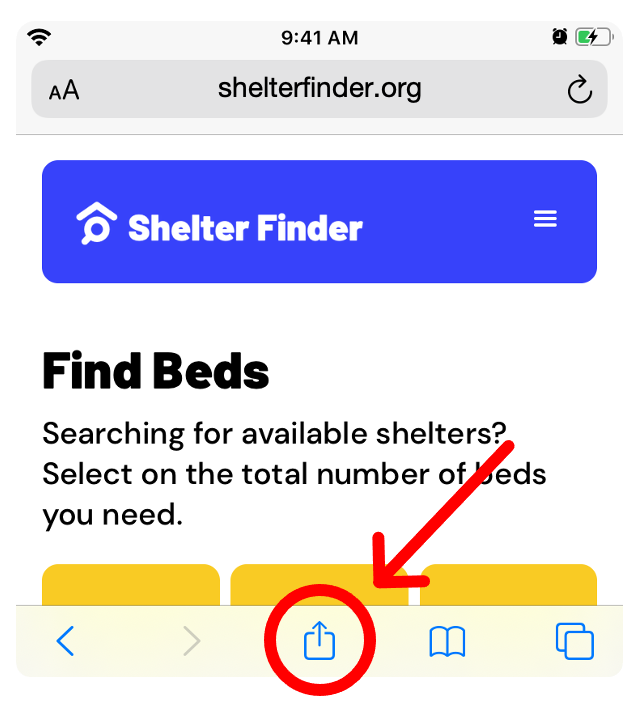 9:41 AM
AA shelterfinder.org
Shelter Finder
Find Beds
Searching for available shelters?
Select on the total number of beds
you need.